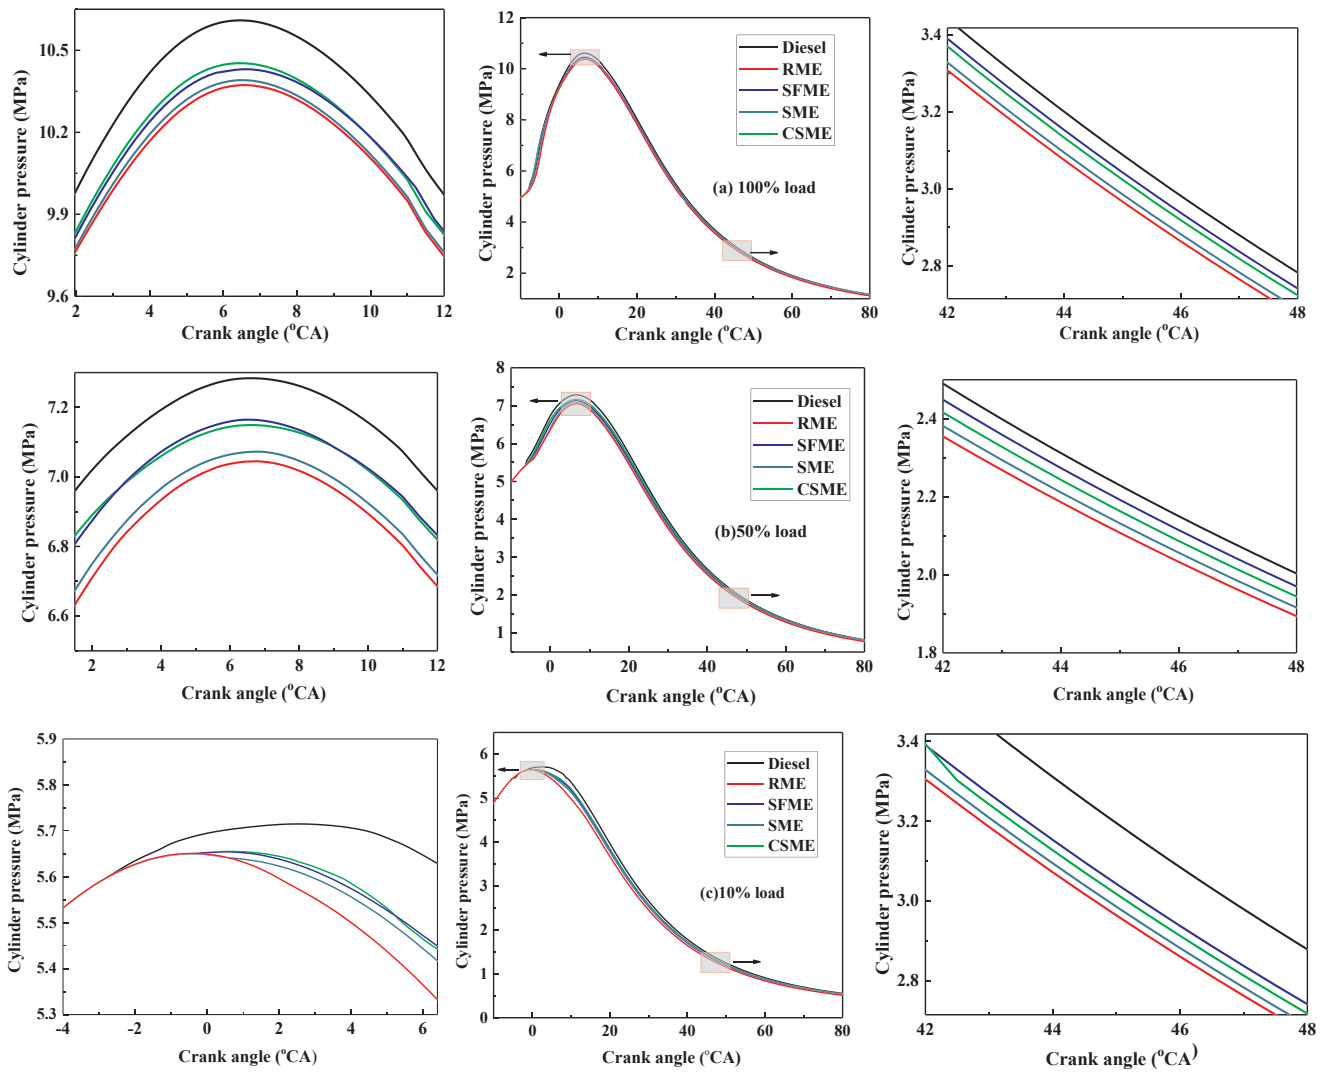 10.5
10.2
9.9
9.6
2
4
6
8
10
12
Cylinder pressure (MPa)
Crank angle (°CA)
12
10
8
6
4
2
0
20
40
60
80
Cylinder pressure (MPa)
Crank angle (°CA)
Diesel
RME
SFME
SME
CSME
(a) 100% load
3.4
3.2
3.0
2.8
42
44
46
48
Cylinder pressure (MPa)
Crank angle (°CA)
7.2
7.0
6.8
6.6
2
4
6
8
10
12
Cylinder pressure (MPa)
Crank angle (°CA)
8
7
6
5
4
3
2
1
0
20
40
60
80
Cylinder pressure (MPa)
Crank angle (°CA)
Diesel
RME
SFME
SME
CSME
(b)50% load
2.4
2.2
2.0
1.8
42
44
46
48
Cylinder pressure (MPa)
Crank angle (°CA)
5.9
5.8
5.7
5.6
5.5
5.4
5.3
-4
-2
0
2
4
6
Cylinder pressure (MPa)
Crank angle (°CA)
6
5
4
3
2
1
0
0
20
40
60
80
Cylinder pressure (MPa)
Crank angle (°CA)
Diesel
RME
SFME
SME
CSME
(c)10% load
3.4
3.2
3.0
2.8
42
44
46
48
Cylinder pressure (MPa)
Crank angle (°CA)